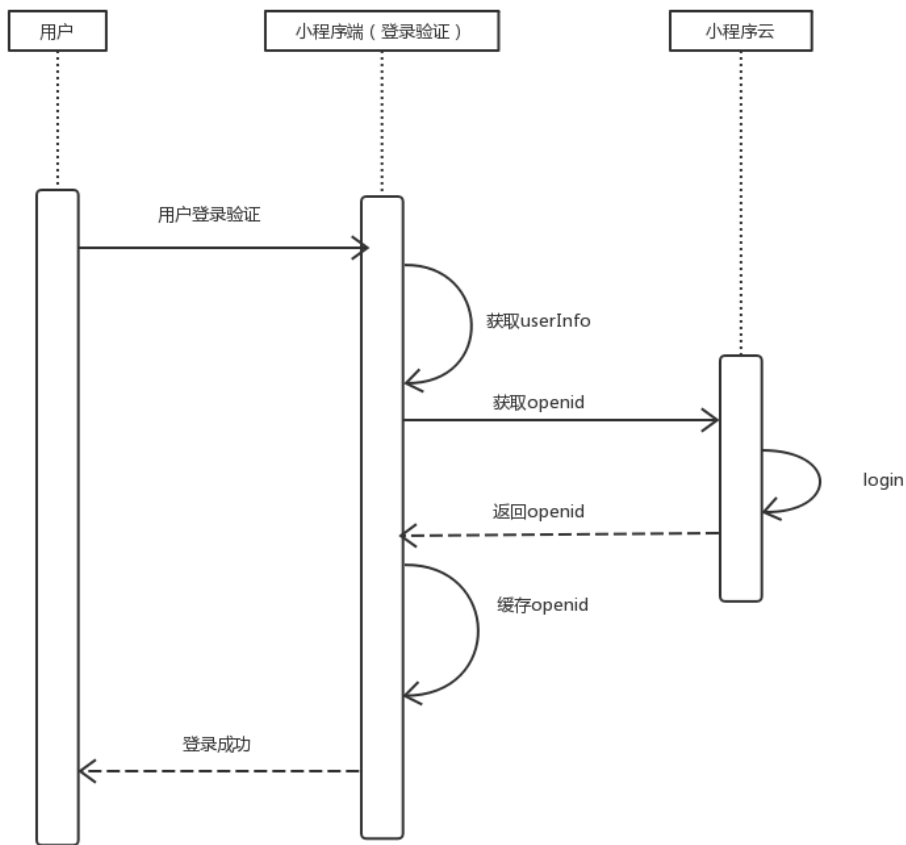 用户
小程序端（登录验证）
小程序云
用户登录验证
获取userInfo
获取openid
login
返回openid
缓存openid
登录成功